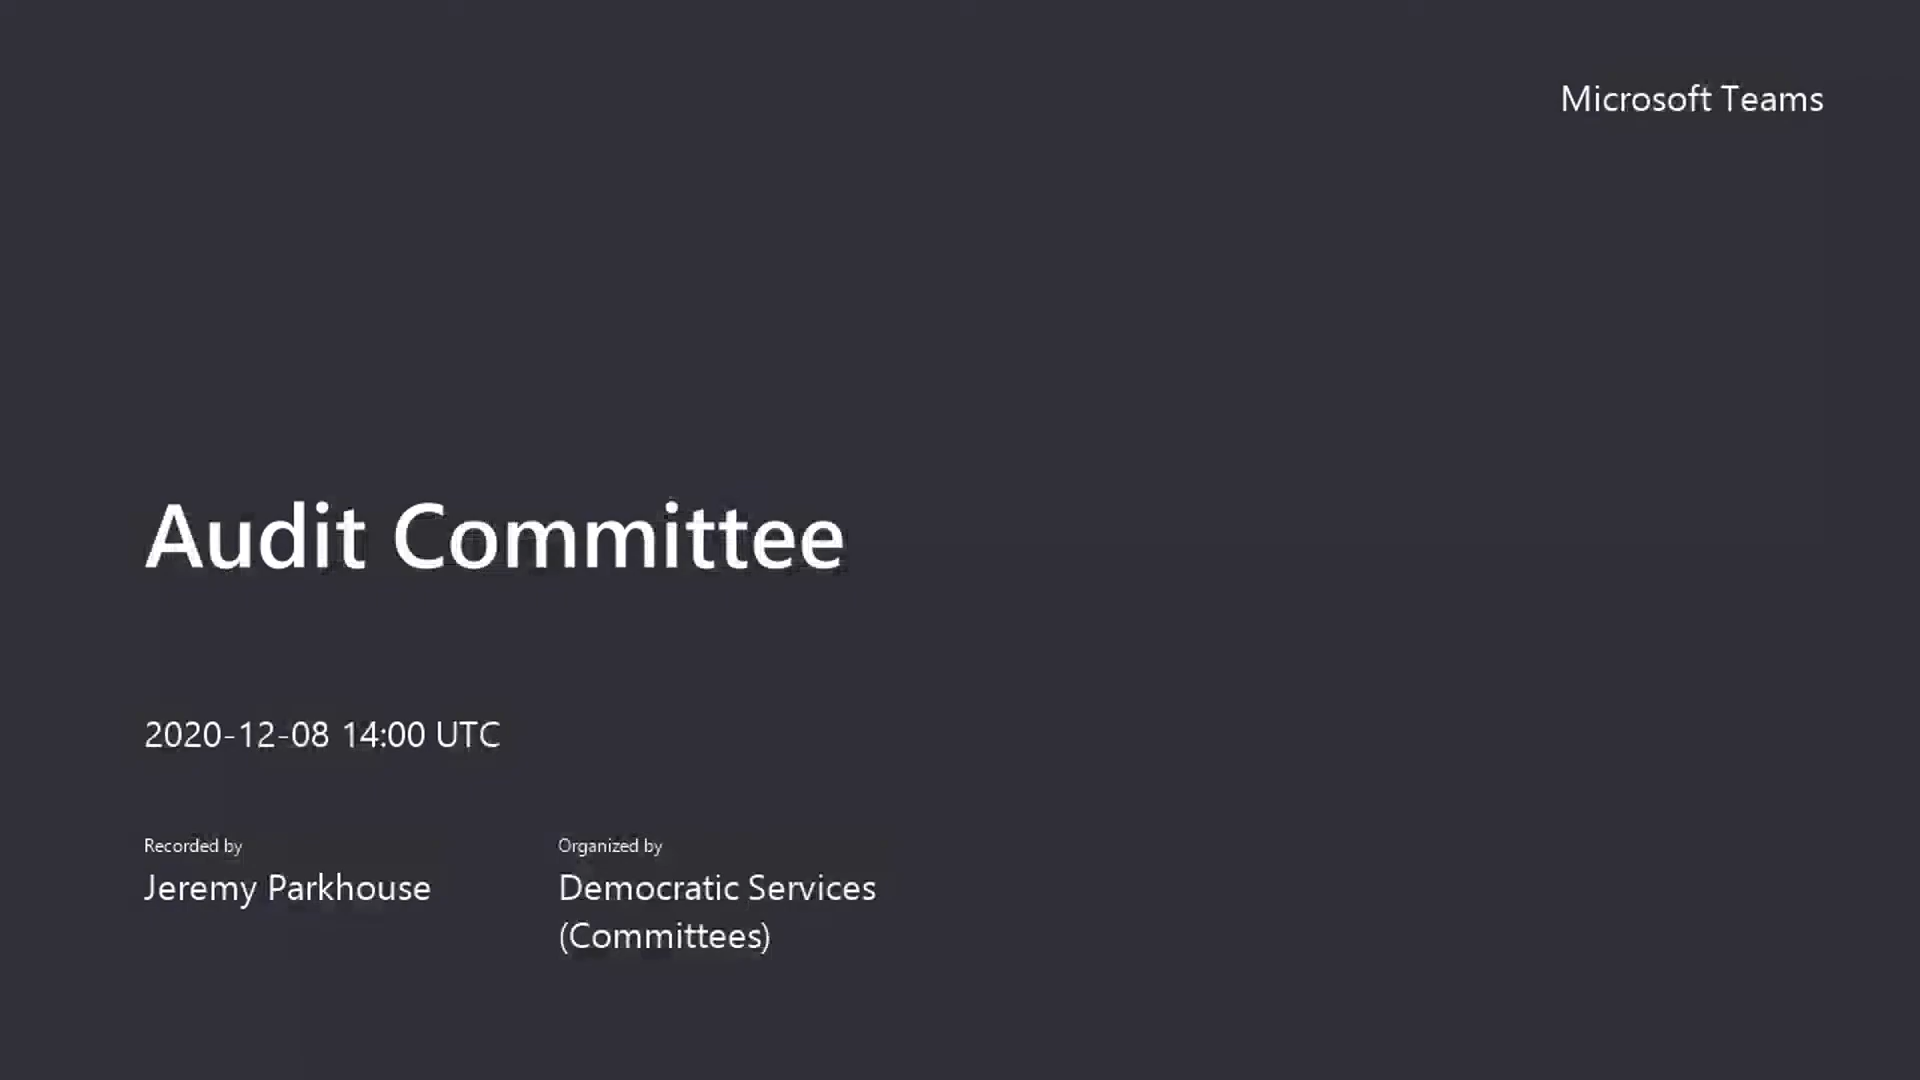 Microsoft Teams
Audit Committee
2020-12-08 14:00 UTC
Recorded by
Jeremy Parkhouse
Organized by
Democratic Services
(Committees)